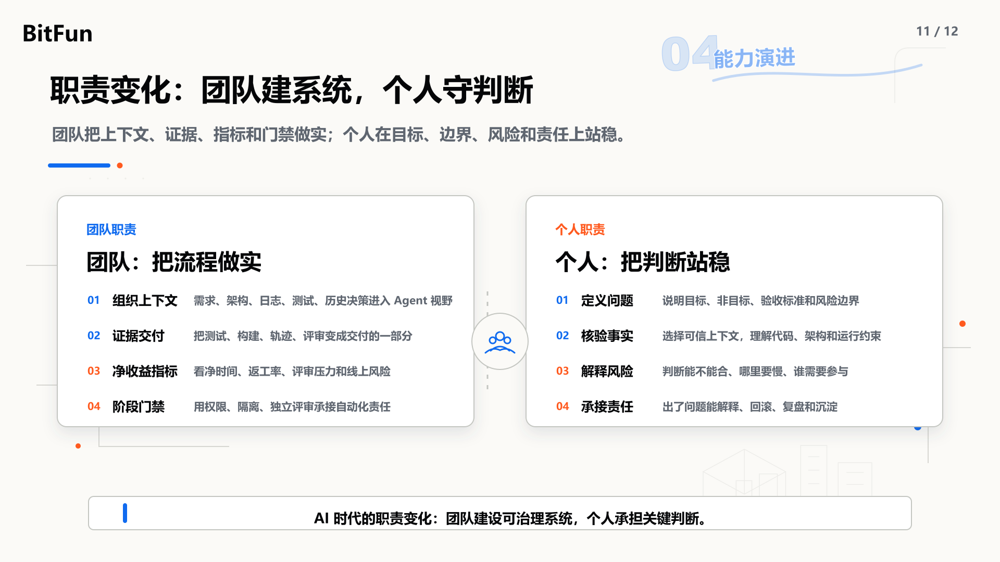 BitFun
11 / 12
04 能力演进
职责变化：团队建系统，个人守判断
团队把上下文、证据、指标和门禁做实；个人在目标、边界、风险和责任上站稳。
团队职责
团队：把流程做实
01 组织上下文 需求、架构、日志、测试、历史决策进入 Agent 视野
02 证据交付 把测试、构建、轨迹、评审变成交付的一部分
03 净收益指标 看净时间、返工率、评审压力和线上风险
04 阶段门禁 用权限、隔离、独立评审承接自动化责任
个人职责
个人：把判断站稳
01 定义问题 说明目标、非目标、验收标准和风险边界
02 核验事实 选择可信上下文，理解代码、架构和运行约束
03 解释风险 判断能不能合、哪里要慢、谁需要参与
04 承接责任 出了问题能解释、回滚、复盘和沉淀
AI 时代的职责变化：团队建设可治理系统，个人承担关键判断。